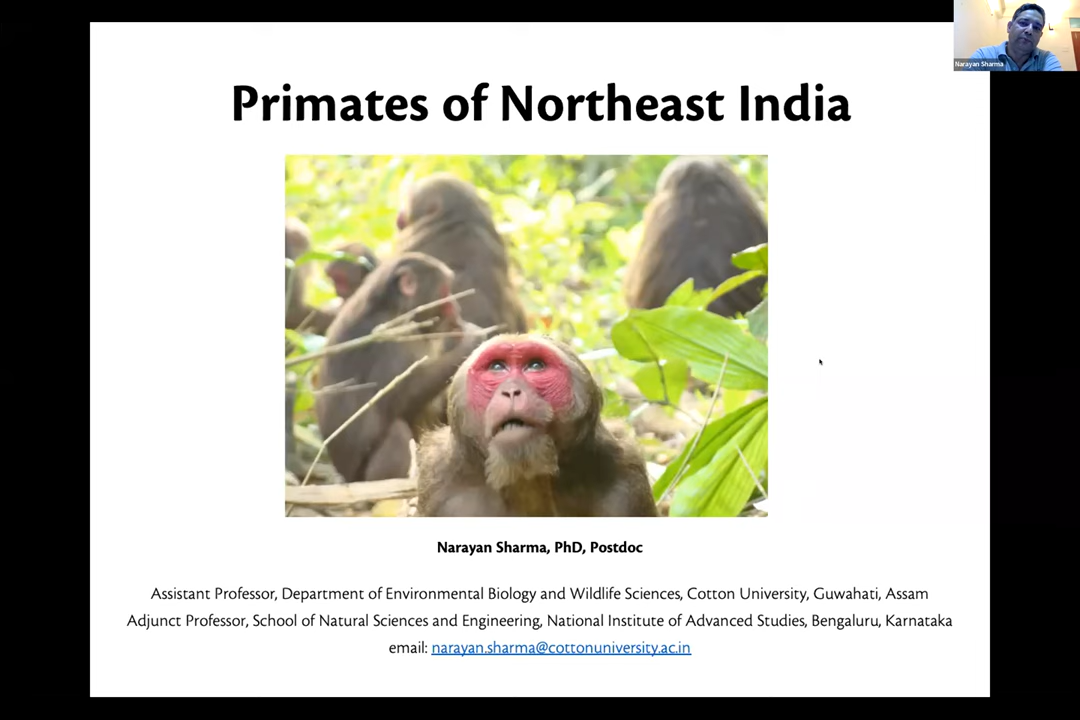 Narayan Sharma
Primates of Northeast India
Narayan Sharma, PhD, Postdoc
Assistant Professor, Department of Environmental Biology and Wildlife Sciences, Cotton University, Guwahati, Assam
Adjunct Professor, School of Natural Sciences and Engineering, National Institute of Advanced Studies, Bengaluru, Karnataka
email: narayan.sharma@cottonuniversity.ac.in